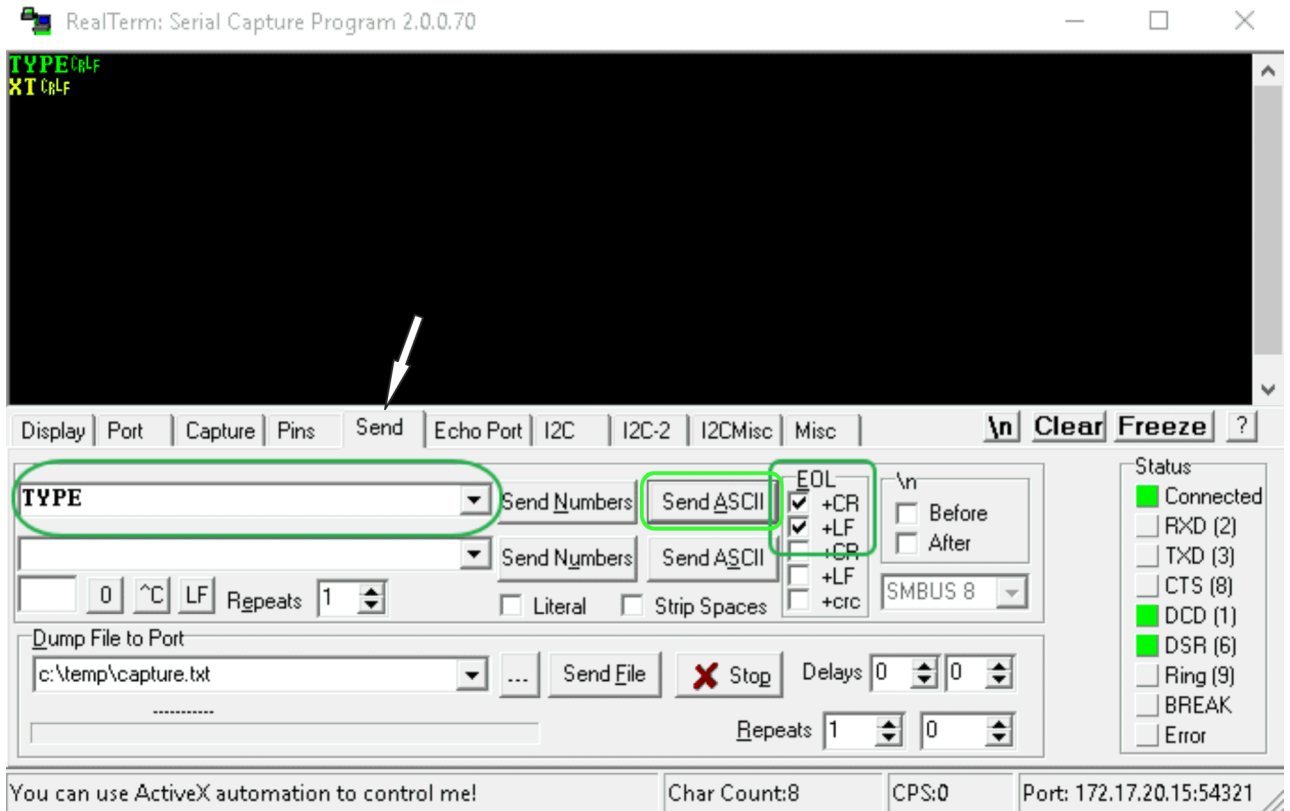 RealTerm: Serial Capture Program 2.0.0.70
TYPECRLF
XTCRLF
Display Port Capture Pins Send Echo Port I2C I2C-2 I2CMisc Misc \n Clear Freeze ?
TYPE Send Numbers Send ASCII
Send Numbers Send ASCII
0 ^C LF Repeats 1 Literal Strip Spaces
EOL
+CR
+LF
+CR
+LF
+crc
\n
Before
After
SMBUS 8
Dump File to Port
c:\temp\capture.txt ... Send File Stop Delays 0 0
-----------
Repeats 1 0
Status
Connected
RXD (2)
TXD (3)
CTS (8)
DCD (1)
DSR (6)
Ring (9)
BREAK
Error
You can use ActiveX automation to control me! Char Count:8 CPS:0 Port: 172.17.20.15:54321